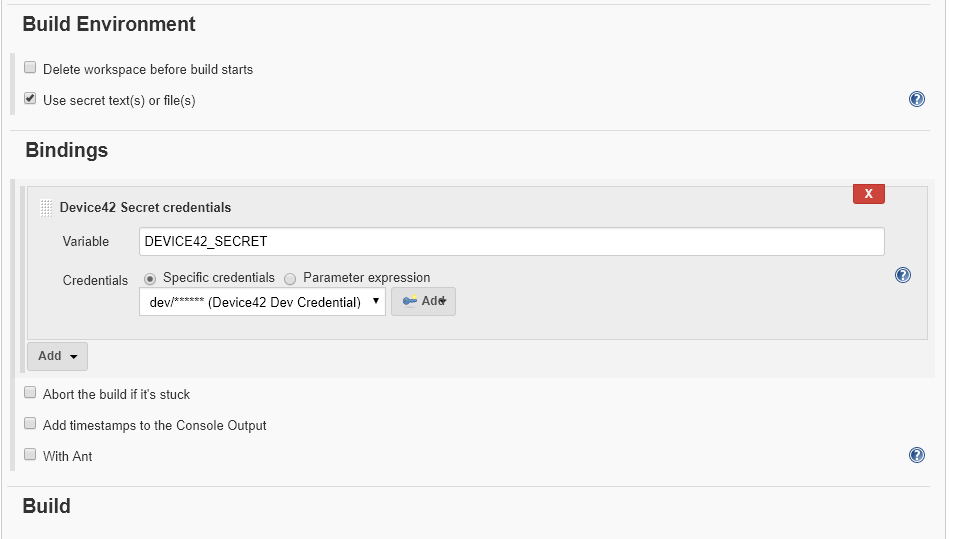 Build Environment
Delete workspace before build starts
Use secret text(s) or file(s)
Bindings
X
Device42 Secret credentials
Variable DEVICE42_SECRET
Credentials Specific credentials Parameter expression
dev/****** (Device42 Dev Credential) Add
Add
Abort the build if it's stuck
Add timestamps to the Console Output
With Ant
Build